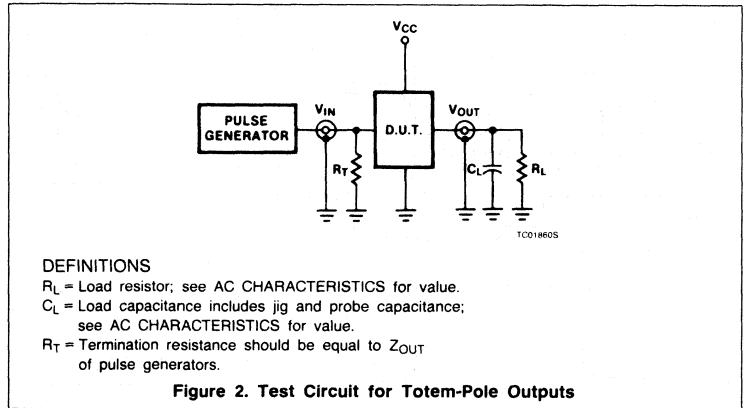 VCC
PULSE
GENERATOR
VIN
D.U.T.
VOUT
RT
CL
RL
TC01860S
DEFINITIONS
RL = Load resistor; see AC CHARACTERISTICS for value.
CL = Load capacitance includes jig and probe capacitance;
see AC CHARACTERISTICS for value.
RT = Termination resistance should be equal to ZOUT
of pulse generators.
Figure 2. Test Circuit for Totem-Pole Outputs